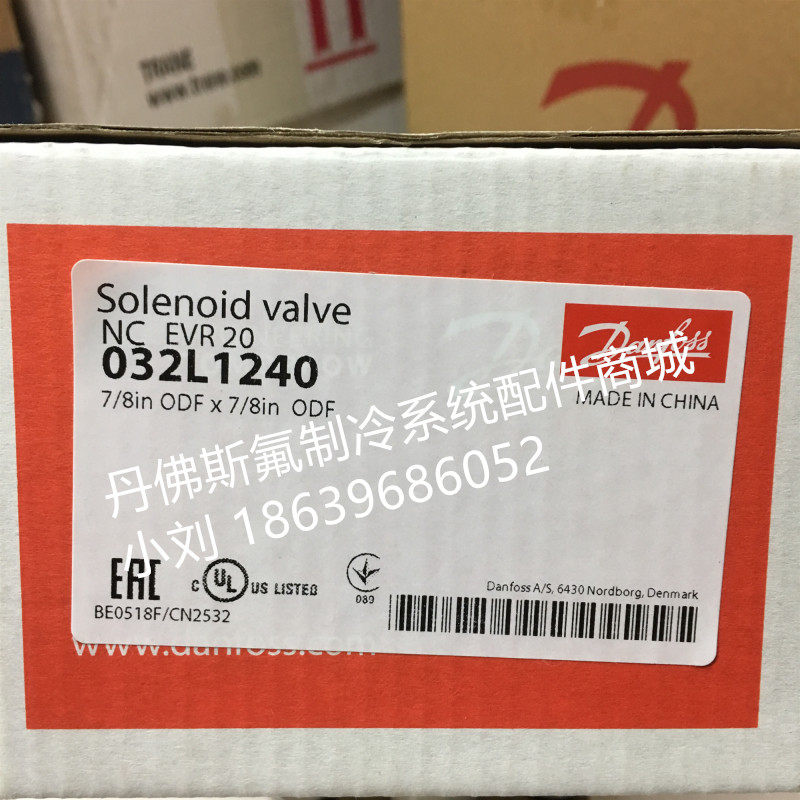 TRANE
Solenoid valve
NC EVR 20
032L1240
7/8in ODF x 7/8in ODF
Danfoss
MADE IN CHINA
丹佛斯氟制冷系统配件商城
小刘 18639686052
EAC
C UL US LISTED
089
BE0518F/CN2532
Danfoss A/S, 6430 Nordborg, Denmark
www.danfoss.com